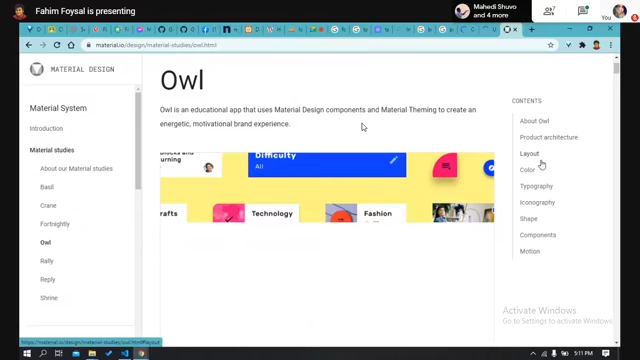 Fahim Foysal is presenting
Mahedi Shuvo
and 4 more
7
You
material.io/design/material-studies/owl.html
MATERIAL DESIGN
Material System
Introduction
Material studies
About our Material studies
Basil
Crane
Fortnightly
Owl
Rally
Reply
Shrine
Owl
Owl is an educational app that uses Material Design components and Material Theming to create an
energetic, motivational brand experience.
Difficulty
All
Technology
Fashion
CONTENTS
About Owl
Product architecture
Layout
Color
Typography
Iconography
Shape
Components
Motion
Activate Windows
Go to Settings to activate Windows.
https://material.io/design/material-studies/owl.html#layout
5:11 PM